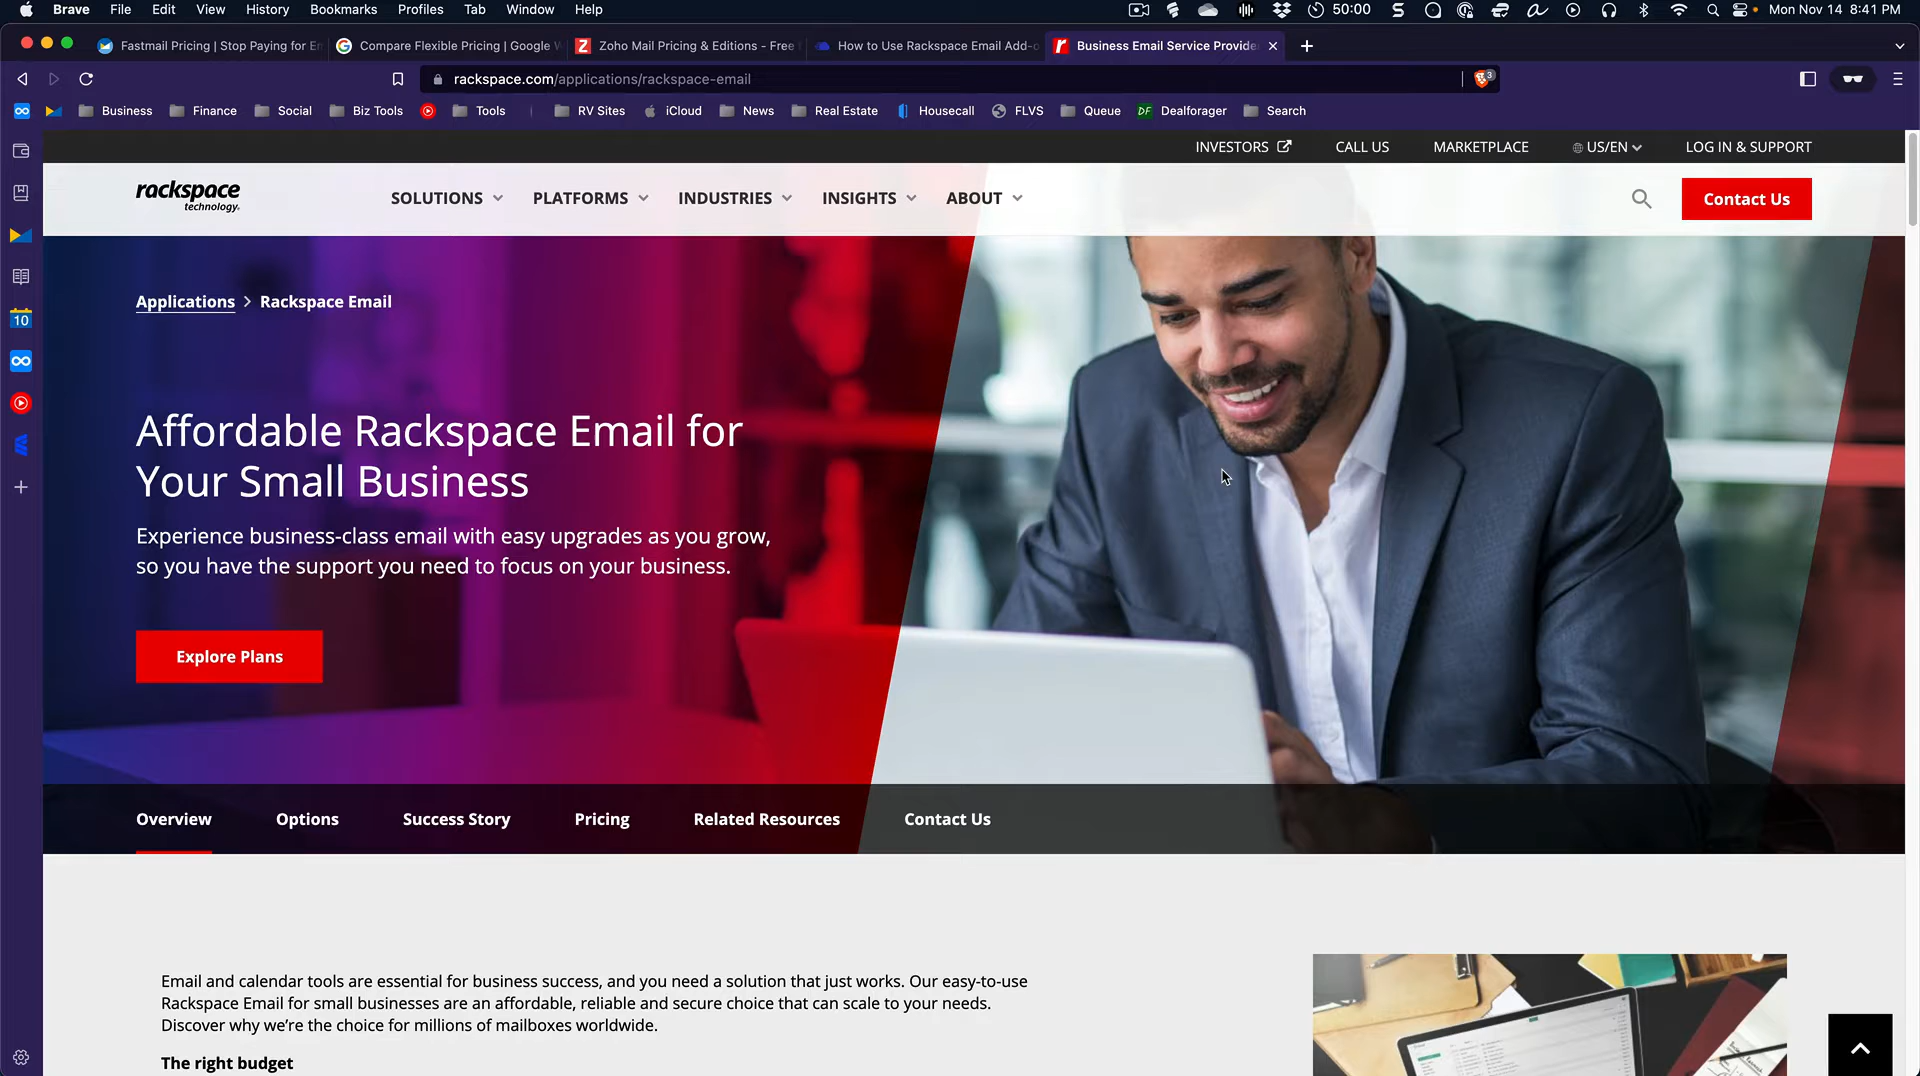 Brave File Edit View History Bookmarks Profiles Tab Window Help 50:00 Mon Nov 14 8:41 PM
Fastmail Pricing | Stop Paying for Em Compare Flexible Pricing | Google W Zoho Mail Pricing & Editions - Free How to Use Rackspace Email Add-o Business Email Service Provide
rackspace.com/applications/rackspace-email 3
Business Finance Social Biz Tools Tools RV Sites iCloud News Real Estate Housecall FLVS Queue DF Dealforager Search
INVESTORS CALL US MARKETPLACE US/EN LOG IN & SUPPORT
rackspace
technology.
SOLUTIONS PLATFORMS INDUSTRIES INSIGHTS ABOUT Contact Us
10
Applications > Rackspace Email
Affordable Rackspace Email for
Your Small Business
Experience business-class email with easy upgrades as you grow,
so you have the support you need to focus on your business.
Explore Plans
Overview Options Success Story Pricing Related Resources Contact Us
Email and calendar tools are essential for business success, and you need a solution that just works. Our easy-to-use
Rackspace Email for small businesses are an affordable, reliable and secure choice that can scale to your needs.
Discover why we're the choice for millions of mailboxes worldwide.
The right budget